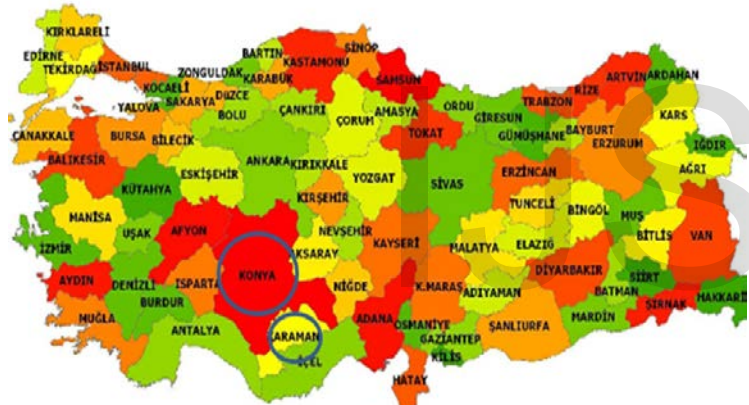 KIRKLARELİ
EDİRNE
TEKİRDAĞ
İSTANBUL
KOCAELİ
YALOVA
SAKARYA
ZONGULDAK
DÜZCE
BOLU
BARTIN
KARABÜK
KASTAMONU
SİNOP
SAMSUN
ÇANKIRI
ÇORUM
AMASYA
TOKAT
ORDU
GİRESUN
GÜMÜŞHANE
TRABZON
RİZE
ARTVİN
ARDAHAN
BAYBURT
ERZURUM
KARS
IĞDIR
AĞRI
ÇANAKKALE
BALIKESİR
BURSA
BİLECİK
KÜTAHYA
ESKİŞEHİR
ANKARA
KIRIKKALE
YOZGAT
SİVAS
ERZİNCAN
TUNCELİ
BİNGÖL
MUŞ
BİTLİS
VAN
MANİSA
İZMİR
UŞAK
AFYON
KONYA
AKSARAY
KIRŞEHİR
NEVŞEHİR
KAYSERİ
MALATYA
ELAZIĞ
DİYARBAKIR
BATMAN
SİİRT
ŞIRNAK
HAKKARİ
AYDIN
DENİZLİ
ISPARTA
BURDUR
MUĞLA
ANTALYA
KARAMAN
İÇEL
NİĞDE
ADANA
K.MARAŞ
ADIYAMAN
OSMANİYE
GAZİANTEP
KİLİS
HATAY
ŞANLIURFA
MARDİN
IJS